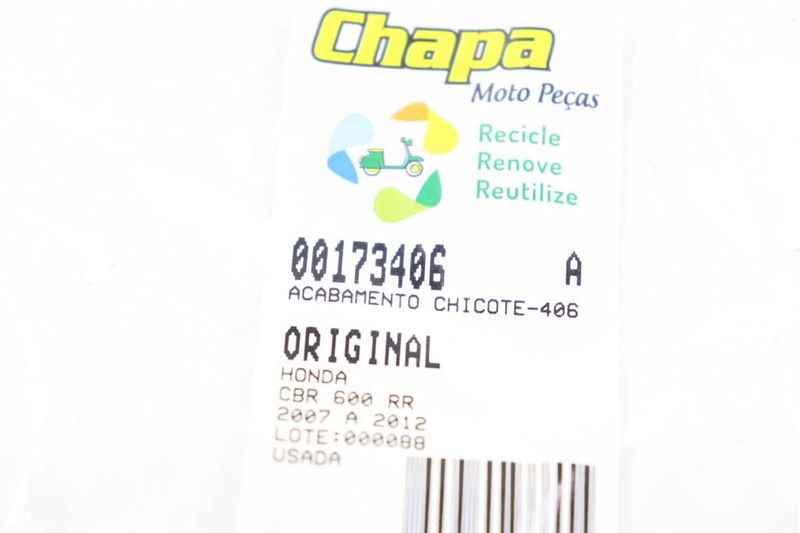 Chapa
Moto Peças
Recicle
Renove
Reutilize
00173406 A
ACABAMENTO CHICOTE-406
ORIGINAL
HONDA
CBR 600 RR
2007 A 2012
LOTE:000088
USADA